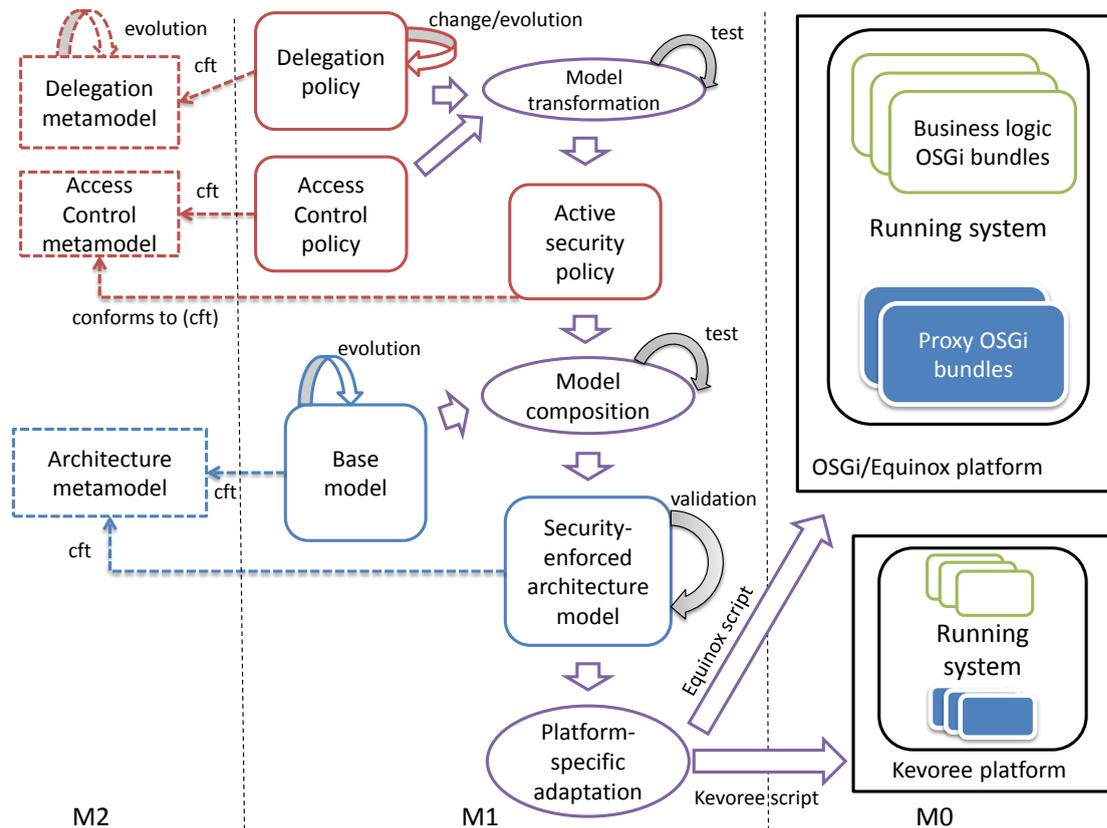 evolution
Delegation
metamodel
cft
Delegation
policy
change/evolution
Model
transformation
test
Access
Control
metamodel
cft
Access
Control
policy
Active
security
policy
conforms to (cft)
evolution
Model
composition
test
Architecture
metamodel
cft
Base
model
cft
Security-
enforced
architecture
model
validation
Platform-
specific
adaptation
Equinox script
Kevoree script
Business logic
OSGi bundles
Running system
Proxy OSGi
bundles
OSGi/Equinox platform
Running
system
Kevoree platform
M2
M1
M0